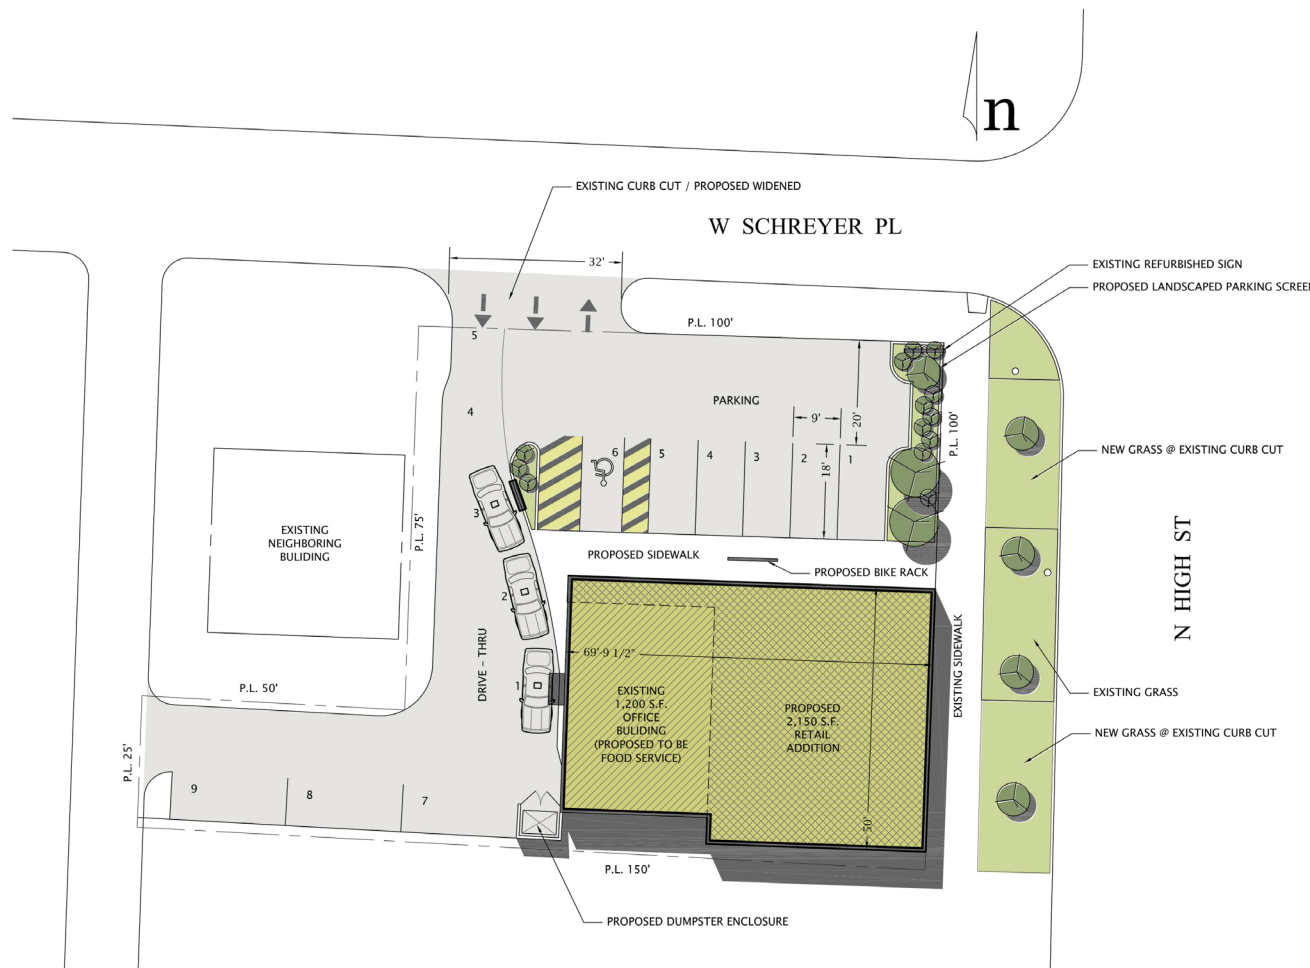 n
EXISTING CURB CUT / PROPOSED WIDENED
W SCHREYER PL
32'
EXISTING REFURBISHED SIGN
PROPOSED LANDSCAPED PARKING SCREEN
P.L. 100'
5
4
PARKING
9'
20'
P.L. 100'
6
5
4
3
2
1
18'
NEW GRASS @ EXISTING CURB CUT
3
EXISTING
NEIGHBORING
BULIDING
P.L. 75'
N HIGH ST
PROPOSED SIDEWALK
PROPOSED BIKE RACK
2
DRIVE - THRU
69'-9 1/2"
EXISTING SIDEWALK
P.L. 50'
1
EXISTING
1,200 S.F.
OFFICE
BULIDING
(PROPOSED TO BE
FOOD SERVICE)
PROPOSED
2,150 S.F.
RETAIL
ADDITION
EXISTING GRASS
NEW GRASS @ EXISTING CURB CUT
P.L. 25'
9
8
7
50'
P.L. 150'
PROPOSED DUMPSTER ENCLOSURE